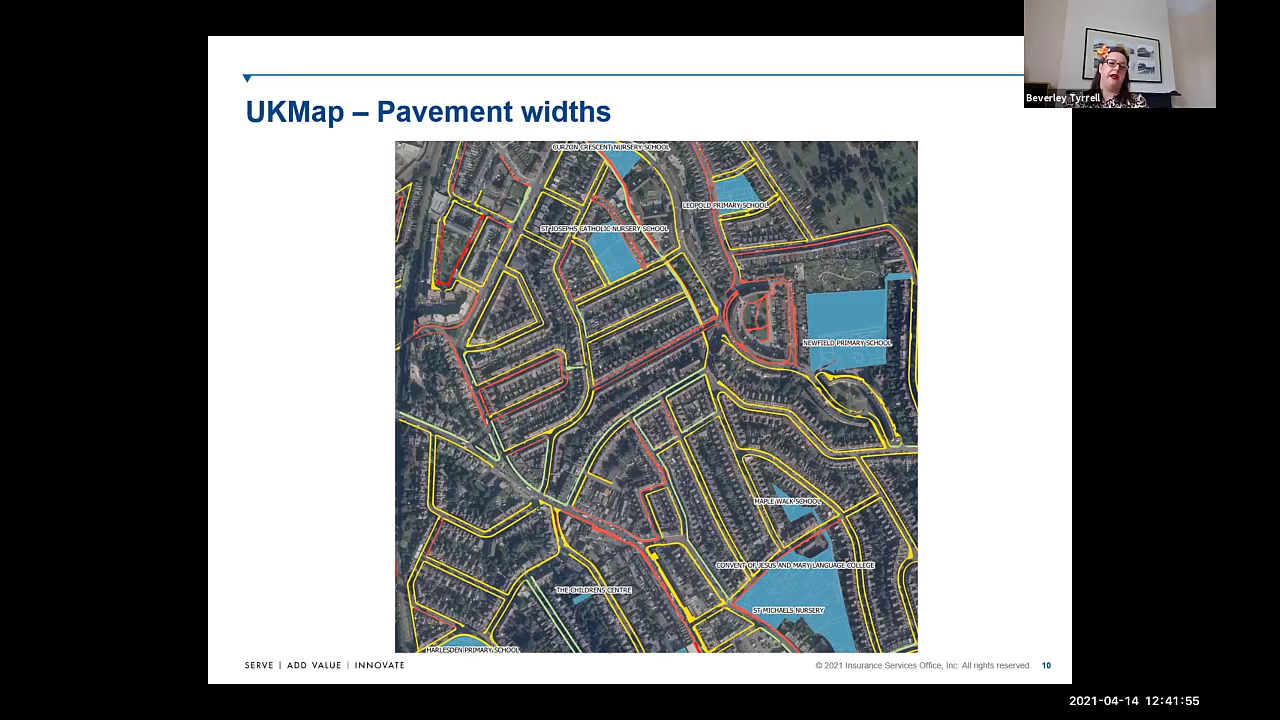 Beverley Tyrrell
UKMap – Pavement widths
CURZON CRESCENT NURSERY SCHOOL
LEOPOLD PRIMARY SCHOOL
ST JOSEPHS CATHOLIC NURSERY SCHOOL
NEWFIELD PRIMARY SCHOOL
MAPLE WALK SCHOOL
CONVENT OF JESUS AND MARY LANGUAGE COLLEGE
THE CHILDRENS CENTRE
ST MICHAELS NURSERY
HARLESDEN PRIMARY SCHOOL
SERVE | ADD VALUE | INNOVATE
© 2021 Insurance Services Office, Inc. All rights reserved. 10
2021-04-14 12:41:55